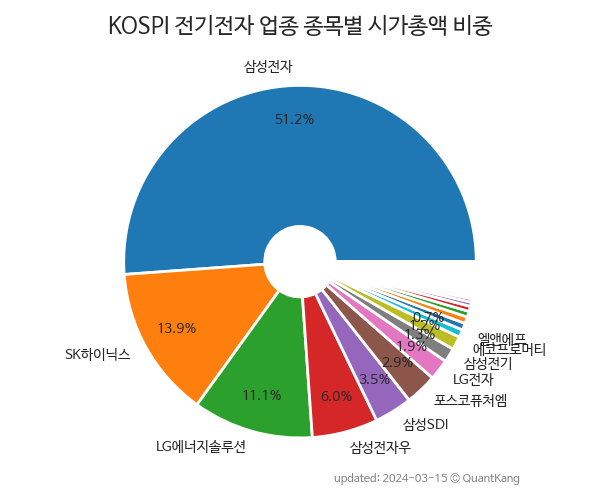 KOSPI 전기전자 업종 종목별 시가총액 비중
삼성전자
51.2%
SK하이닉스
13.9%
LG에너지솔루션
11.1%
삼성전자우
6.0%
삼성SDI
3.5%
포스코퓨처엠
2.9%
LG전자
1.9%
삼성전기
1.3%
에코프로머티
1.2%
엘앤에프
0.7%
updated: 2024-03-15 © QuantKang